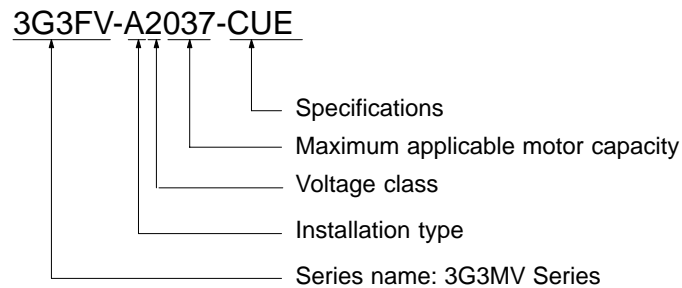 3G3FV-A2037-CUE
Specifications
Maximum applicable motor capacity
Voltage class
Installation type
Series name: 3G3MV Series